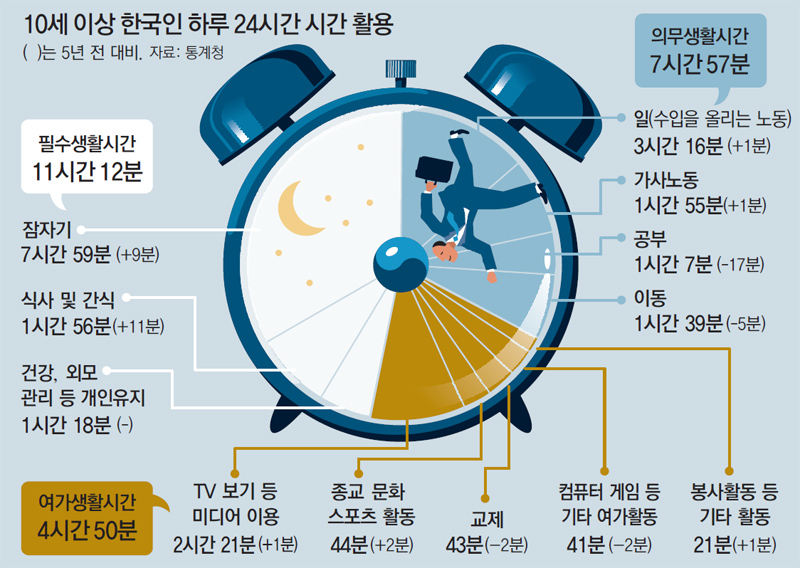 10세 이상 한국인 하루 24시간 시간 활용
( )는 5년 전 대비. 자료: 통계청
필수생활시간
11시간 12분
잠자기
7시간 59분 (+9분)
식사 및 간식
1시간 56분(+11분)
건강, 외모
관리 등 개인유지
1시간 18분 (-)
의무생활시간
7시간 57분
일(수입을 올리는 노동)
3시간 16분 (+1분)
가사노동
1시간 55분(+1분)
공부
1시간 7분 (-17분)
이동
1시간 39분(-5분)
여가생활시간
4시간 50분
TV 보기 등
미디어 이용
2시간 21분(+1분)
종교 문화
스포츠 활동
44분(+2분)
교제
43분(-2분)
컴퓨터 게임 등
기타 여가활동
41분(-2분)
봉사활동 등
기타 활동
21분(+1분)